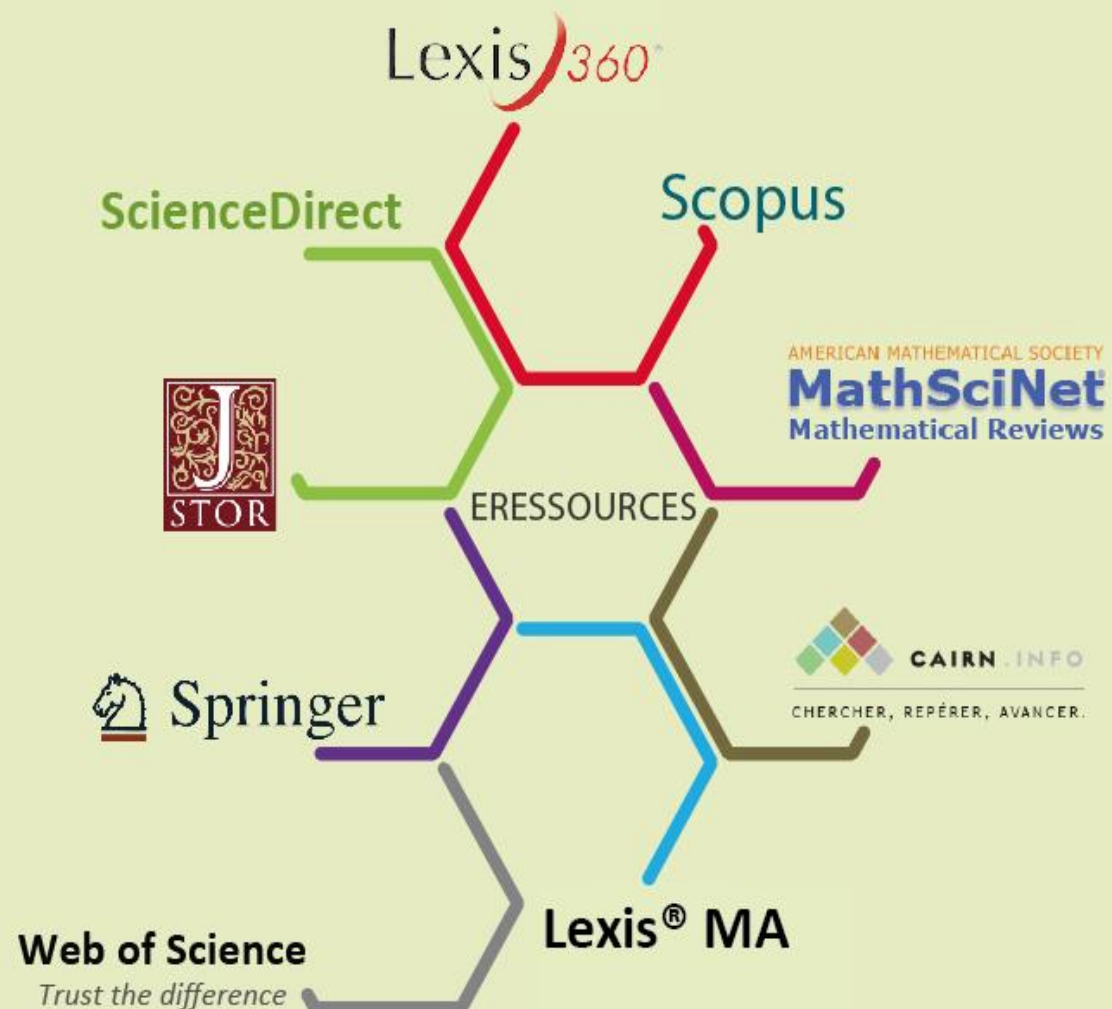 Lexis 360®
ScienceDirect
Scopus
AMERICAN MATHEMATICAL SOCIETY
MathSciNet®
Mathematical Reviews
J
STOR
ERESSOURCES
CAIRN.INFO
CHERCHER, REPÉRER, AVANCER.
Springer
Lexis® MA
Web of Science
Trust the difference